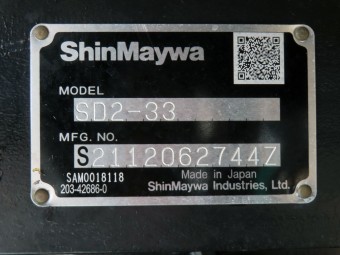 ShinMaywa
MODEL
SD2-33
MFG. NO.
S21120627447
SAM0018118
Made in Japan
203-42686-0
ShinMaywa Industries, Ltd.